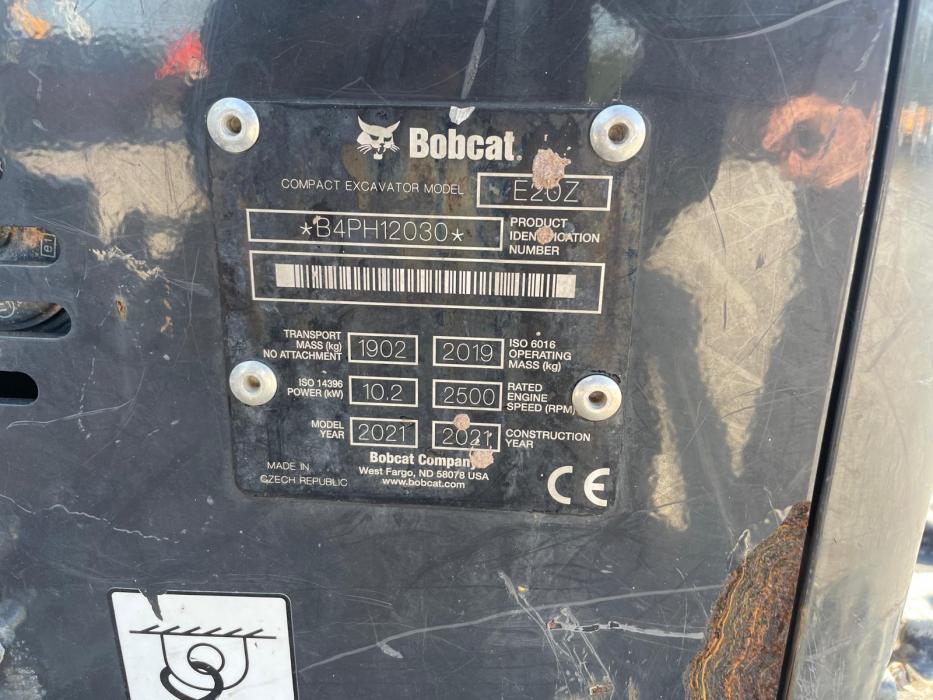 Bobcat.
COMPACT EXCAVATOR MODEL E20Z
*B4PH12030*
PRODUCT
IDENTIFICATION
NUMBER
TRANSPORT
MASS (kg)
NO ATTACHMENT
1902
2019
ISO 6016
OPERATING
MASS (kg)
ISO 14396
POWER (kW)
10.2
2500
RATED
ENGINE
SPEED (RPM)
MODEL
YEAR
2021
2021
CONSTRUCTION
YEAR
Bobcat Company
West Fargo, ND 58078 USA
www.bobcat.com
MADE IN
CZECH REPUBLIC
CE